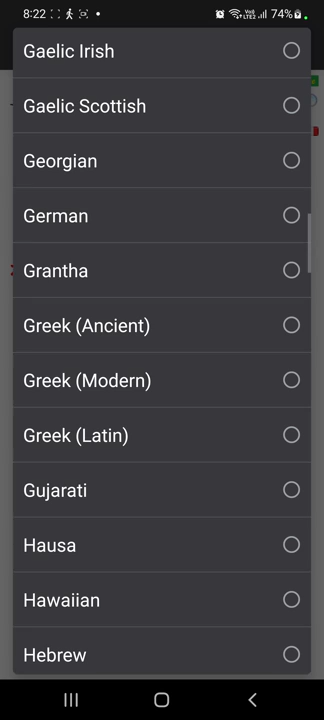 8:22
74%
Gaelic Irish
Gaelic Scottish
Georgian
German
Grantha
Greek (Ancient)
Greek (Modern)
Greek (Latin)
Gujarati
Hausa
Hawaiian
Hebrew